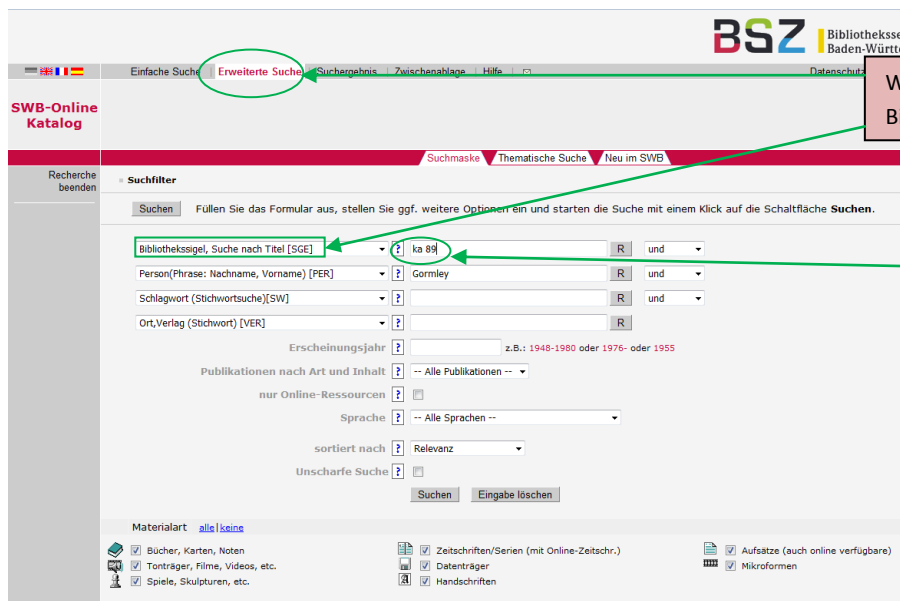 BSZ Bibliotheksse
Baden-Württe
Einfache Suche | Erweiterte Suche | Suchergebnis | Zwischenablage | Hilfe | Datenschutz
W
SWB-Online
Katalog
B
Suchmaske Thematische Suche Neu im SWB
Recherche
beenden
Suchfilter
Suchen Füllen Sie das Formular aus, stellen Sie ggf. weitere Optionen ein und starten die Suche mit einem Klick auf die Schaltfläche Suchen.
Bibliothekssigel, Suche nach Titel [SGE] ? ka 89 R und
Person(Phrase: Nachname, Vorname) [PER] ? Gormley R und
Schlagwort (Stichwortsuche)[SW] ? R und
Ort,Verlag (Stichwort) [VER] ? R
Erscheinungsjahr ? z.B.: 1948-1980 oder 1976- oder 1955
Publikationen nach Art und Inhalt ? -- Alle Publikationen --
nur Online-Ressourcen ?
Sprache ? -- Alle Sprachen --
sortiert nach ? Relevanz
Unscharfe Suche ?
Suchen Eingabe löschen
Materialart alle|keine
Bücher, Karten, Noten Zeitschriften/Serien (mit Online-Zeitschr.) Aufsätze (auch online verfügbare)
Tonträger, Filme, Videos, etc. Datenträger Mikroformen
Spiele, Skulpturen, etc. Handschriften